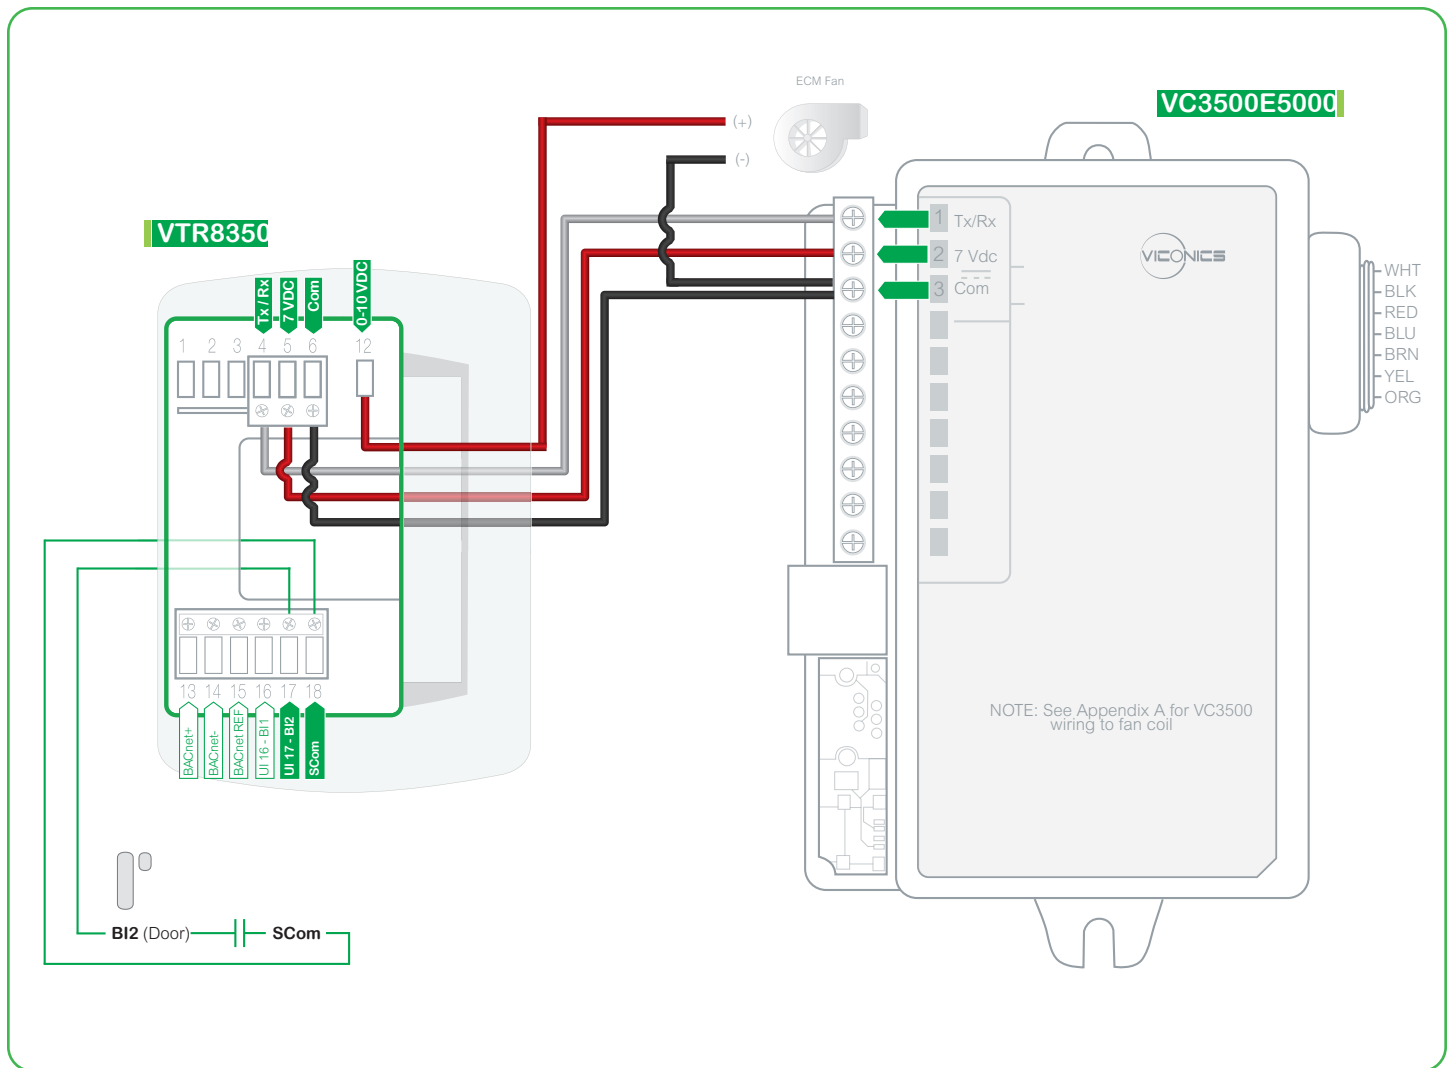 ECM Fan
VC3500E5000
(+)
(-)
VTR8350
Tx / Rx
7 VDC
Com
0-10 VDC
1 2 3 4 5 6 12
1 Tx/Rx
2 7 Vdc
3 Com
VICONICS
WHT
BLK
RED
BLU
BRN
YEL
ORG
13 14 15 16 17 18
BACnet+
BACnet-
BACnet REF
UI 16 - BI1
UI 17 - BI2
SCom
NOTE: See Appendix A for VC3500
wiring to fan coil
BI2 (Door) SCom